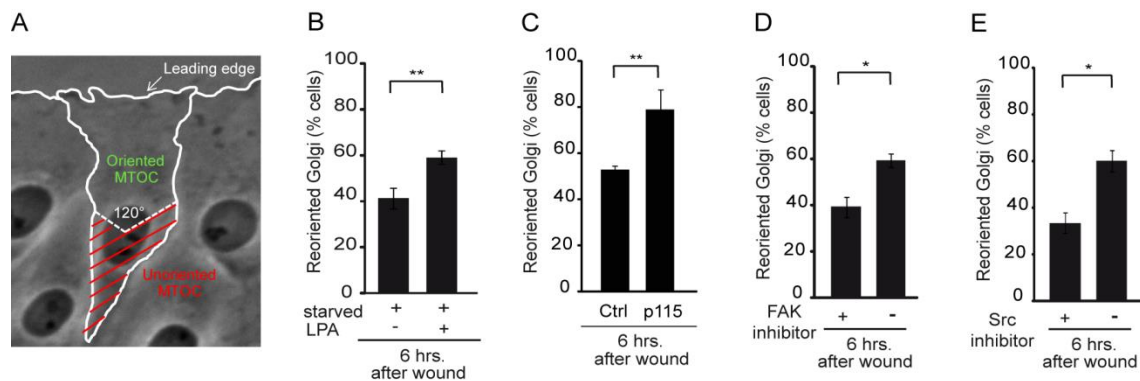 A
Leading edge
Oriented
MTOC
120°
Unoriented
MTOC
B
Reoriented Golgi (% cells)
100
80
60
40
20
0
**
starved + +
LPA - +
6 hrs.
after wound
C
Reoriented Golgi (% cells)
100
80
60
40
20
0
**
Ctrl p115
6 hrs.
after wound
D
Reoriented Golgi (% cells)
100
80
60
40
20
0
*
FAK + -
inhibitor
6 hrs.
after wound
E
Reoriented Golgi (% cells)
100
80
60
40
20
0
*
Src + -
inhibitor
6 hrs.
after wound